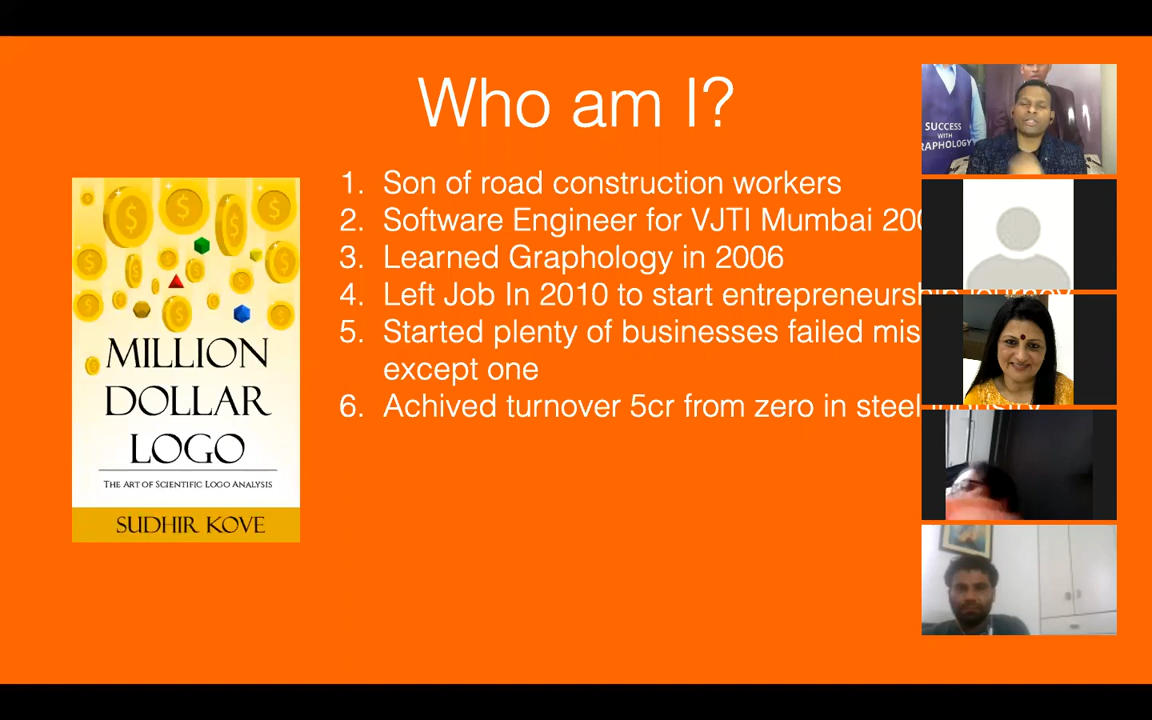 Who am I?
MILLION
DOLLAR
LOGO
THE ART OF SCIENTIFIC LOGO ANALYSIS
SUDHIR KOVE
1. Son of road construction workers
2. Software Engineer for VJTI Mumbai
3. Learned Graphology in 2006
4. Left Job In 2010 to start entrepreneurship journey
5. Started plenty of businesses failed
except one
6. Achived turnover 5cr from zero in steel industry
SUCCESS
WITH